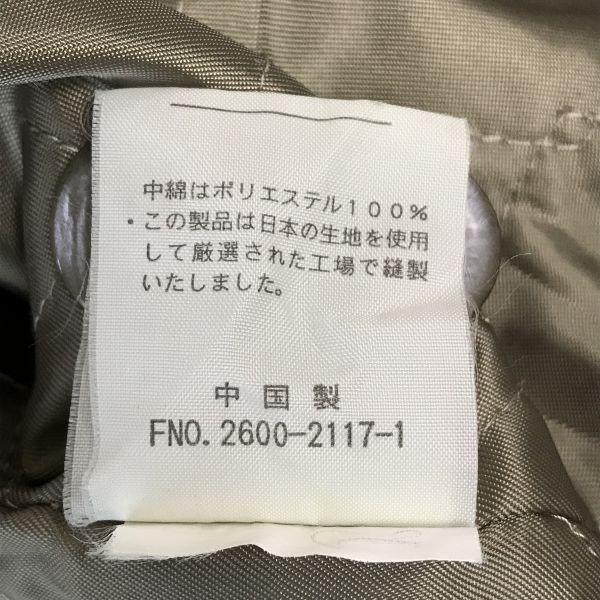 中綿はポリエステル１００％
・この製品は日本の生地を使用
して厳選された工場で縫製
いたしました。
中国製
FNO.2600-2117-1